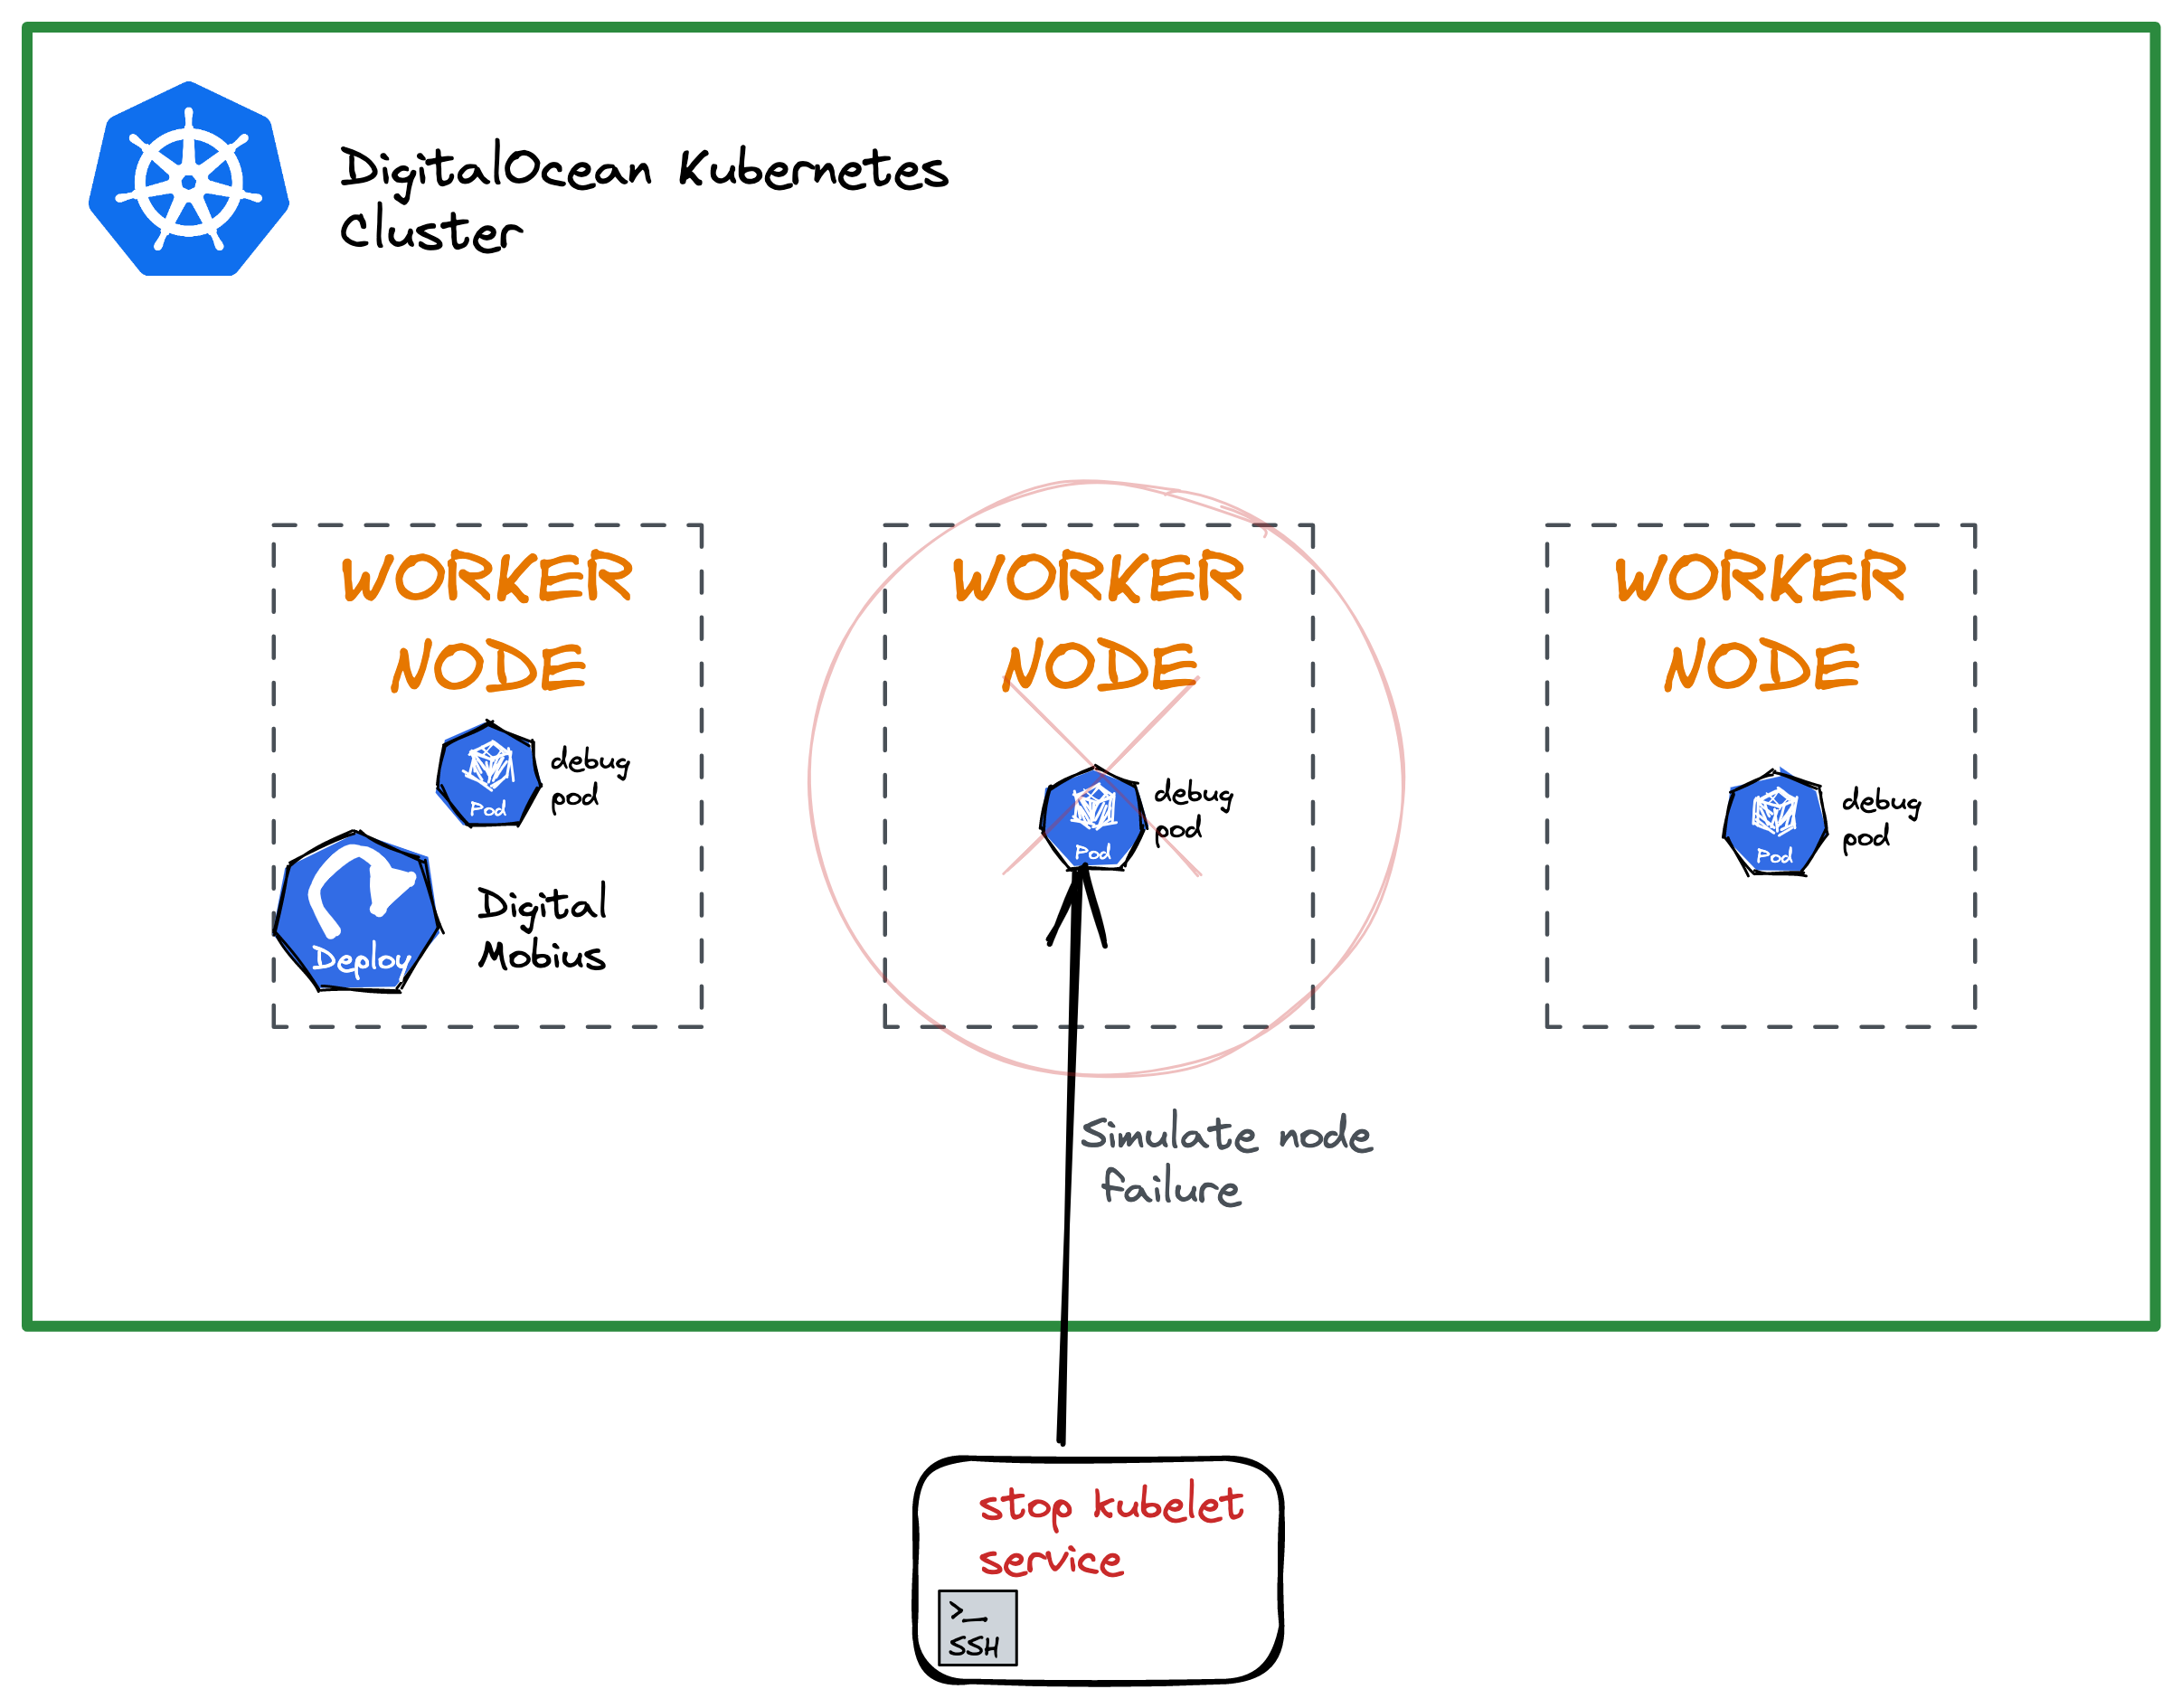 DigitalOcean Kubernetes
Cluster
WORKER
NODE
debug
pod
Pod
Digital
Mobius
Deploy
WORKER
NODE
debug
pod
Pod
WORKER
NODE
debug
pod
Pod
Simulate node
failure
stop kubelet
service
>_
SSH